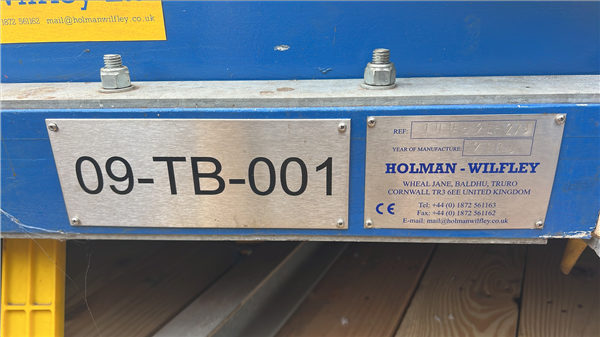 1872 561162 mail@holmanwilfley.co.uk
09-TB-001
REF:
YEAR OF MANUFACTURE:
HOLMAN - WILFLEY
WHEAL JANE, BALDHU, TRURO
CORNWALL TR3 6EE UNITED KINGDOM
CE
Tel: +44 (0) 1872 561163
Fax: +44 (0) 1872 561162
E-mail: mail@holmanwilfley.co.uk